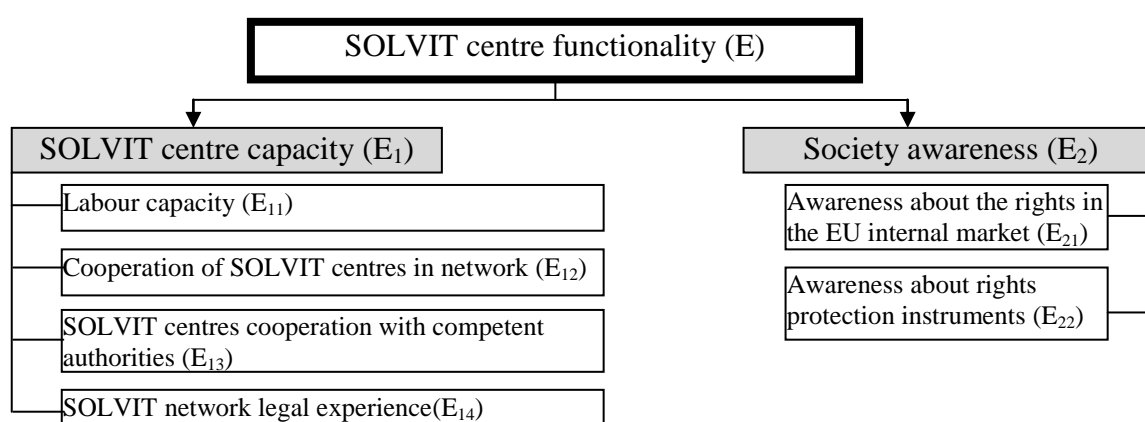 SOLVIT centre functionality (E)
SOLVIT centre capacity (E₁)
Labour capacity (E₁₁)
Cooperation of SOLVIT centres in network (E₁₂)
SOLVIT centres cooperation with competent
authorities (E₁₃)
SOLVIT network legal experience(E₁₄)
Society awareness (E₂)
Awareness about the rights in
the EU internal market (E₂₁)
Awareness about rights
protection instruments (E₂₂)